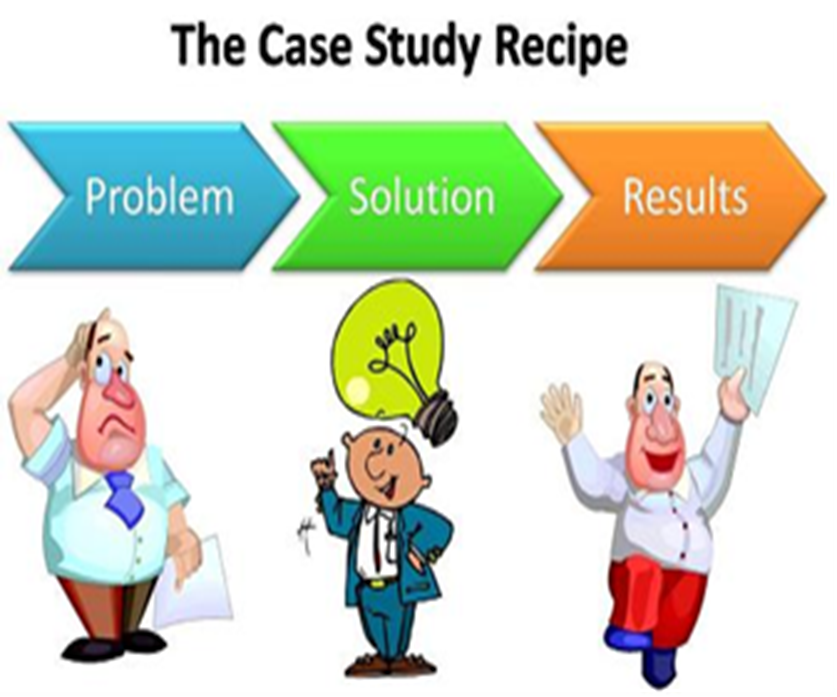 The Case Study Recipe
Problem
Solution
Results